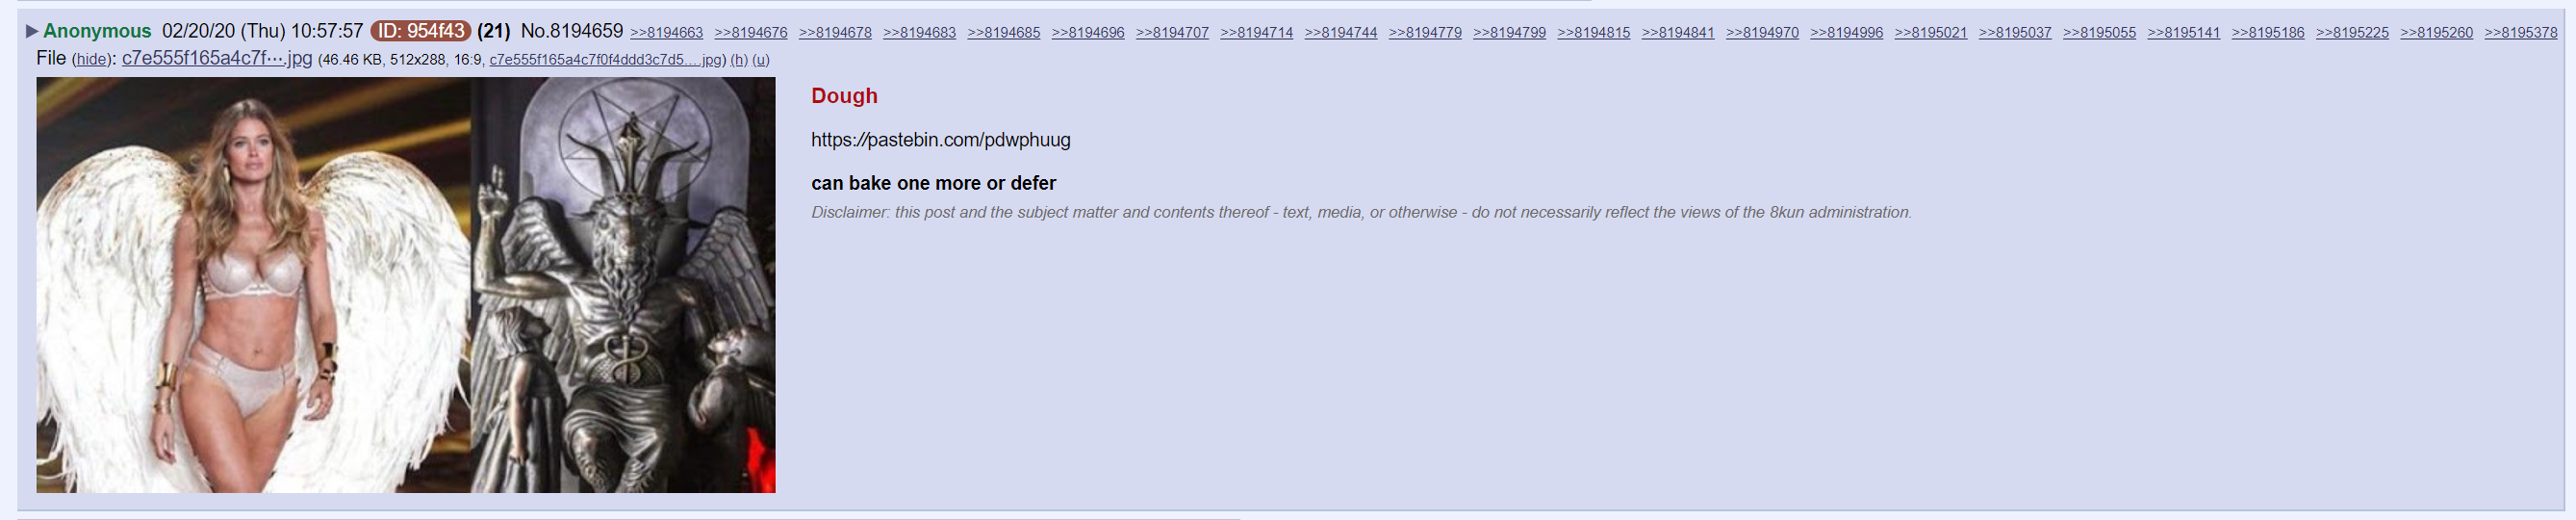 ▶ Anonymous 02/20/20 (Thu) 10:57:57 ID: 954f43 (21) No.8194659 >>8194663 >>8194676 >>8194678 >>8194683 >>8194685 >>8194696 >>8194707 >>8194714 >>8194744 >>8194779 >>8194799 >>8194815 >>8194841 >>8194970 >>8194996 >>8195021 >>8195037 >>8195055 >>8195141 >>8195186 >>8195225 >>8195260 >>8195378
File (hide): c7e555f165a4c7f⋯.jpg (46.46 KB, 512x288, 16:9, c7e555f165a4c7f0f4ddd3c7d5….jpg) (h) (u)
Dough
https://pastebin.com/pdwphuug
can bake one more or defer
Disclaimer: this post and the subject matter and contents thereof - text, media, or otherwise - do not necessarily reflect the views of the 8kun administration.